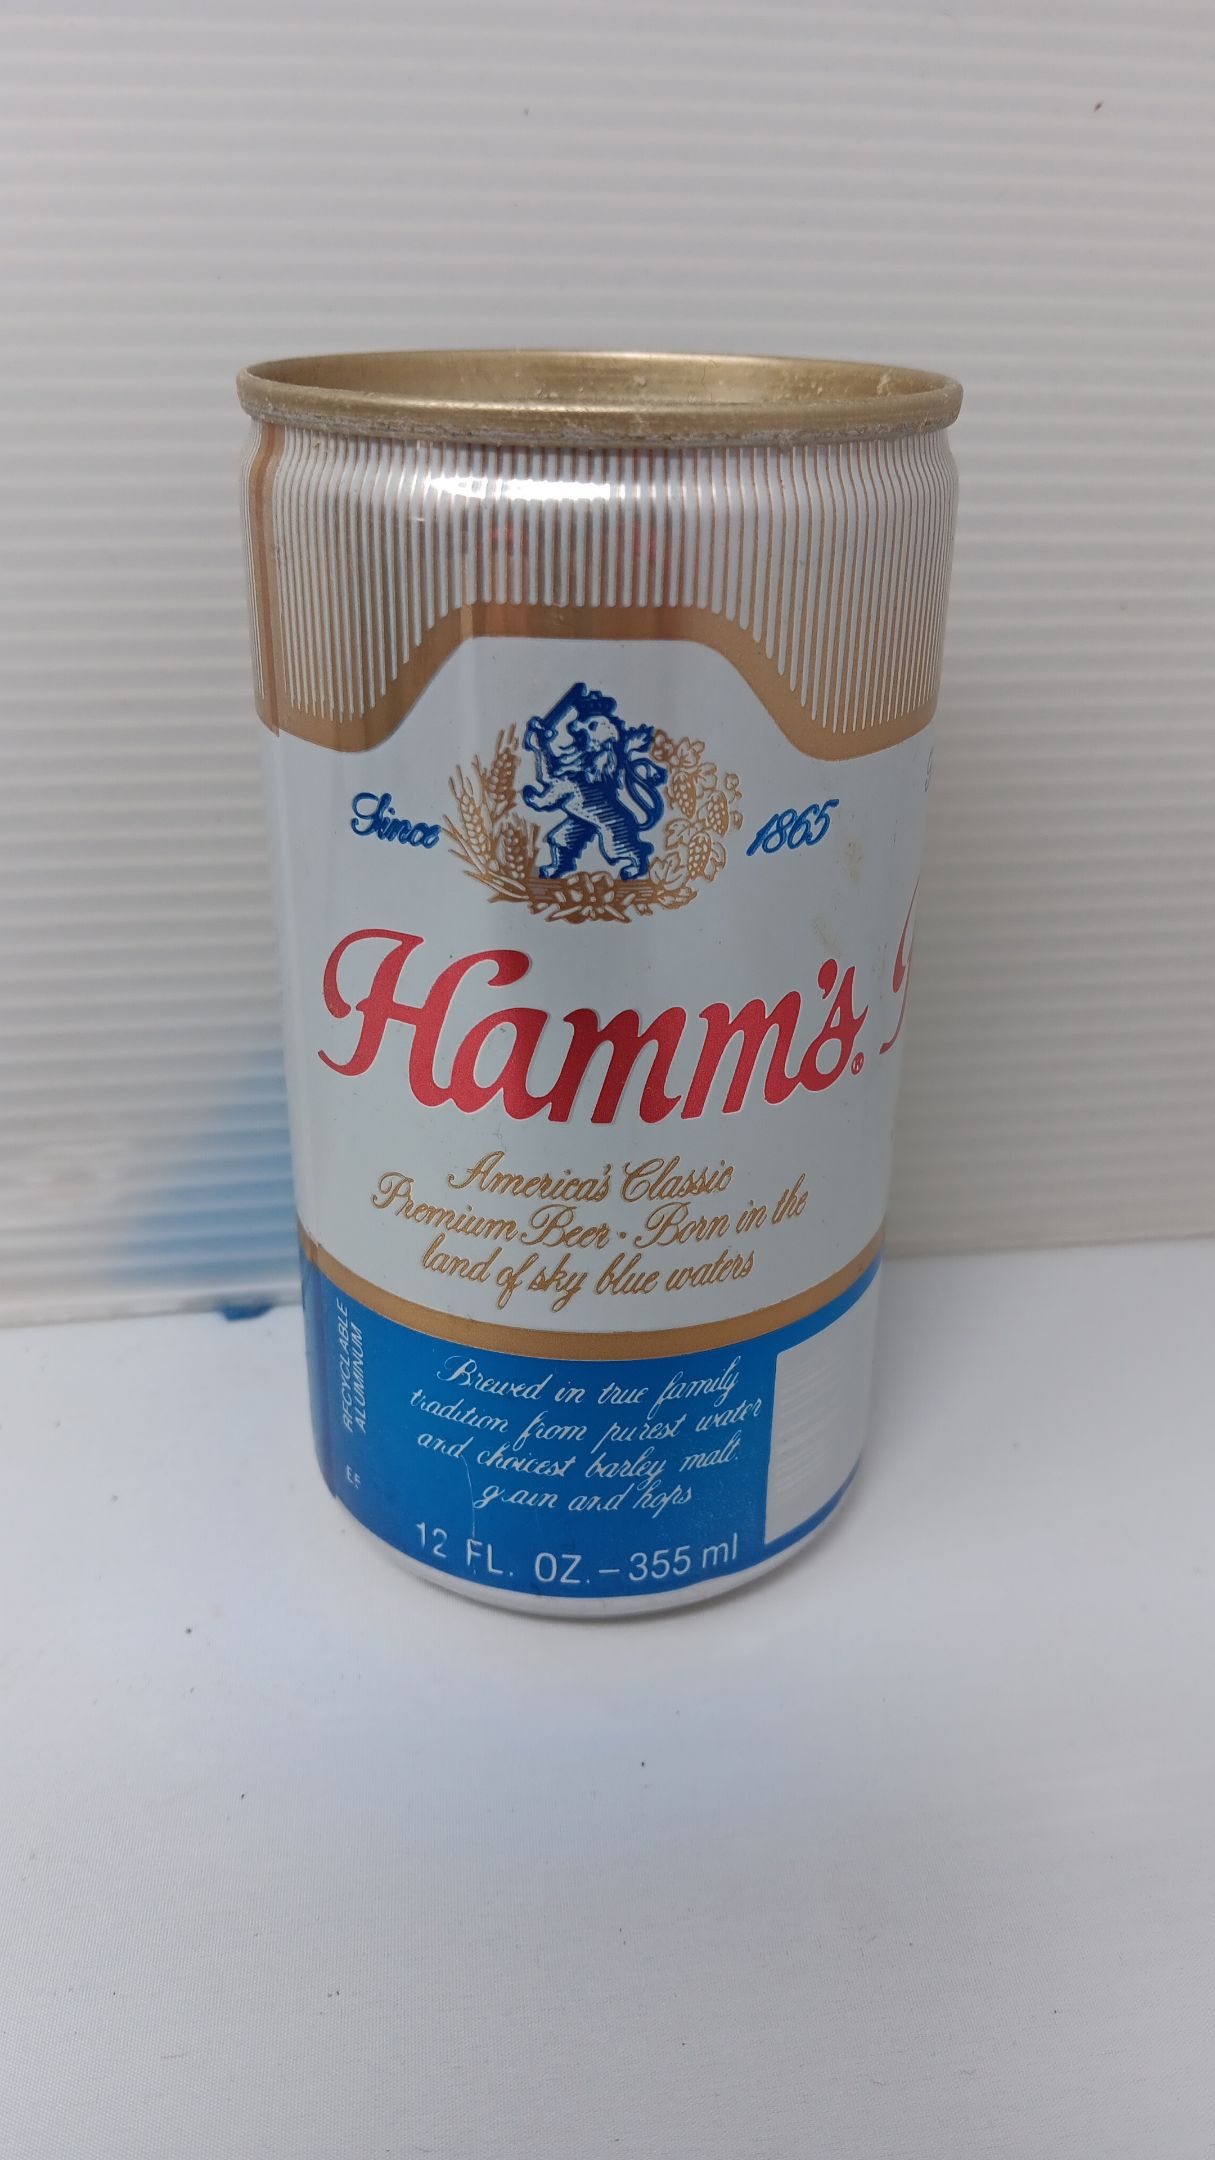 Since 1865
Hamm's®
America's Classic
Premium Beer • Born in the
land of sky blue waters
RECYCLABLE
ALUMINUM
Brewed in true family
tradition from purest water
and choicest barley malt.
grain and hops
12 FL. OZ. – 355 ml